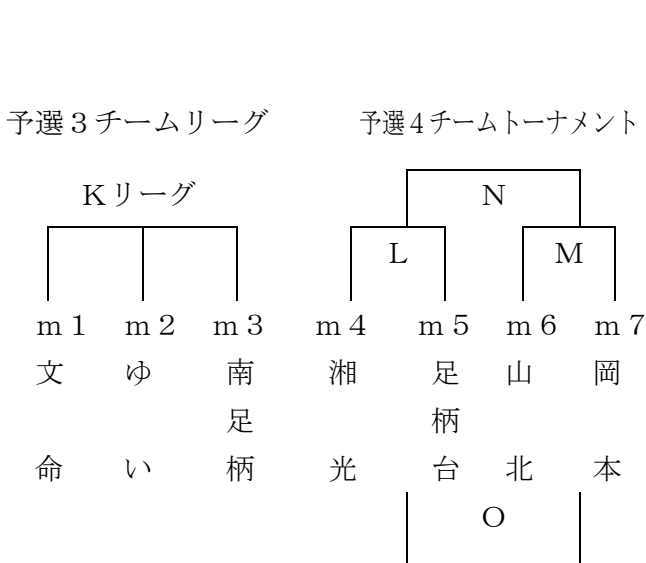 予選３チームリーグ　予選４チームトーナメント
Ｋリーグ　Ｎ
Ｌ　Ｍ
ｍ１　ｍ２　ｍ３　ｍ４　ｍ５　ｍ６　ｍ７
文命　ゆい　南足柄　湘光　足柄台　山北　岡本
Ｏ